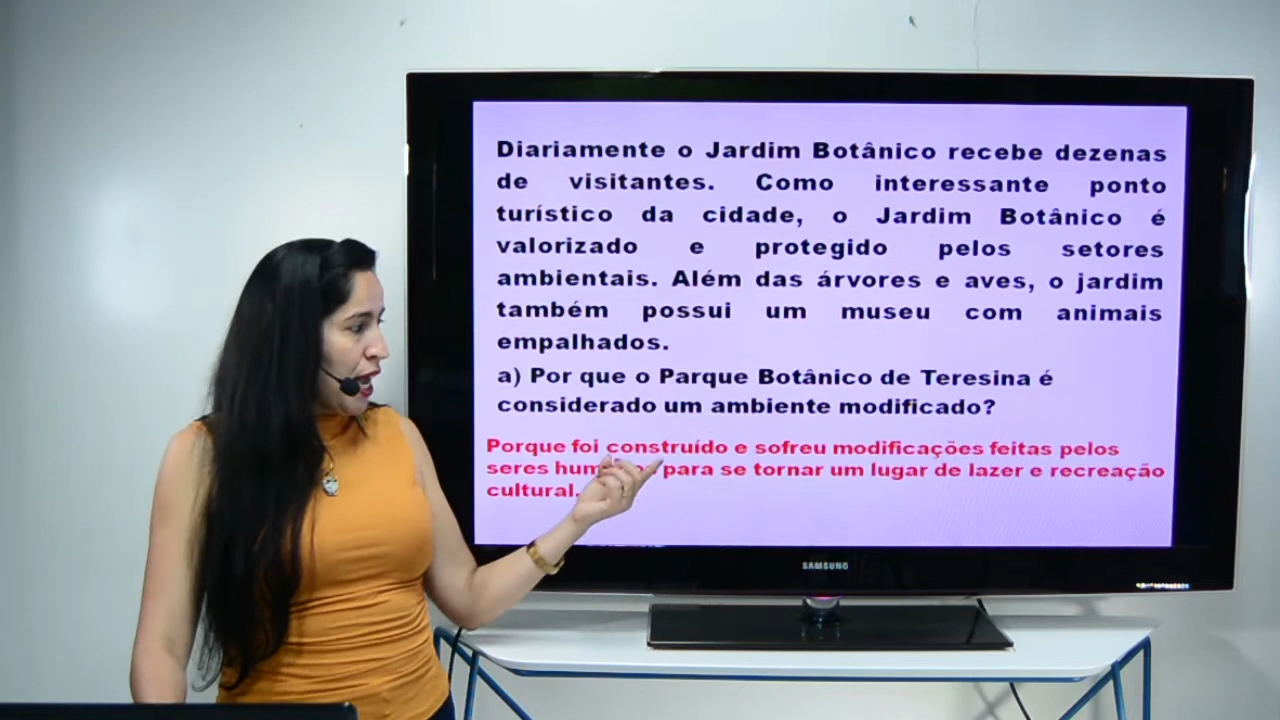 Diariamente o Jardim Botânico recebe dezenas
de visitantes. Como interessante ponto
turístico da cidade, o Jardim Botânico é
valorizado e protegido pelos setores
ambientais. Além das árvores e aves, o jardim
também possui um museu com animais
empalhados.
a) Por que o Parque Botânico de Teresina é
considerado um ambiente modificado?
Porque foi construído e sofreu modificações feitas pelos
seres para se tornar um lugar de lazer e recreação
cultural.
SAMSUNG